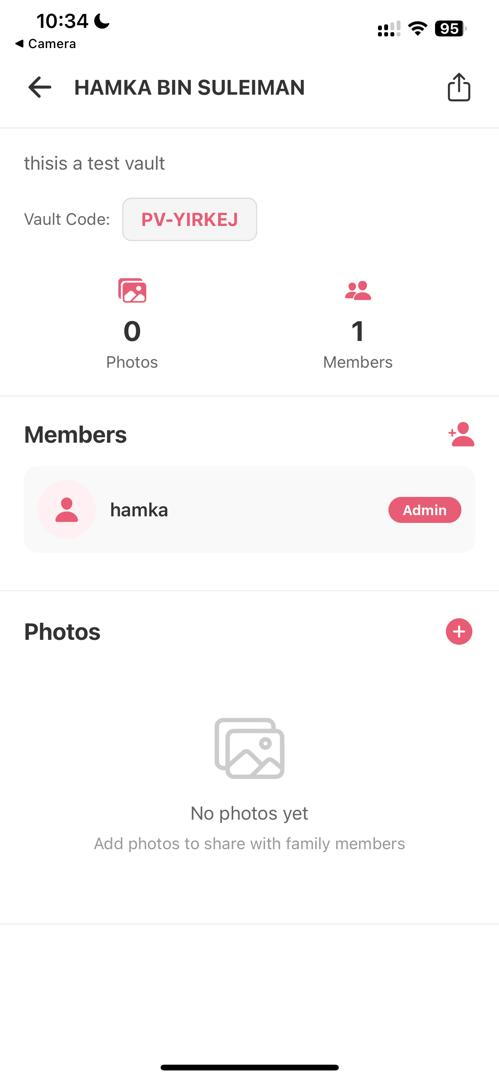 10:34
◀ Camera
95
HAMKA BIN SULEIMAN
thisis a test vault
Vault Code: PV-YIRKEJ
0 1
Photos Members
Members
hamka Admin
Photos
No photos yet
Add photos to share with family members